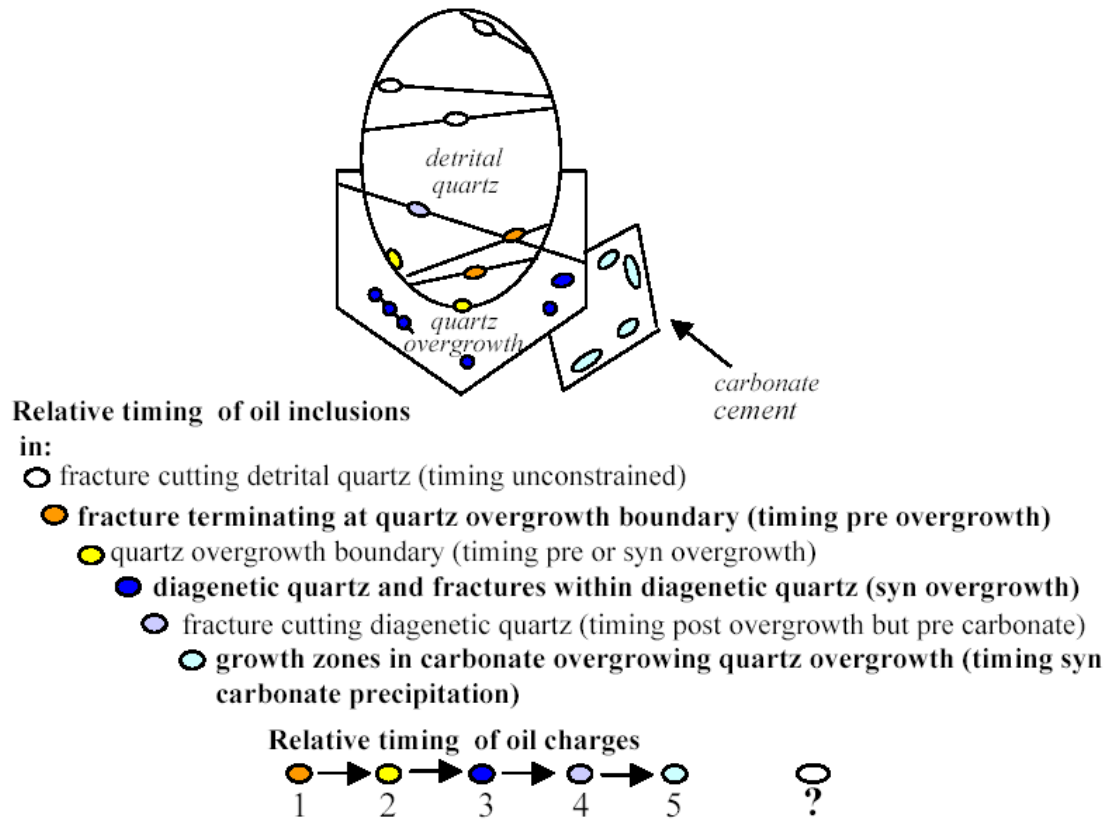 detrital
quartz
quartz
overgrowth
carbonate
cement
Relative timing of oil inclusions
in:
fracture cutting detrital quartz (timing unconstrained)
fracture terminating at quartz overgrowth boundary (timing pre overgrowth)
quartz overgrowth boundary (timing pre or syn overgrowth)
diagenetic quartz and fractures within diagenetic quartz (syn overgrowth)
fracture cutting diagenetic quartz (timing post overgrowth but pre carbonate)
growth zones in carbonate overgrowing quartz overgrowth (timing syn
carbonate precipitation)
Relative timing of oil charges
1 2 3 4 5 ?